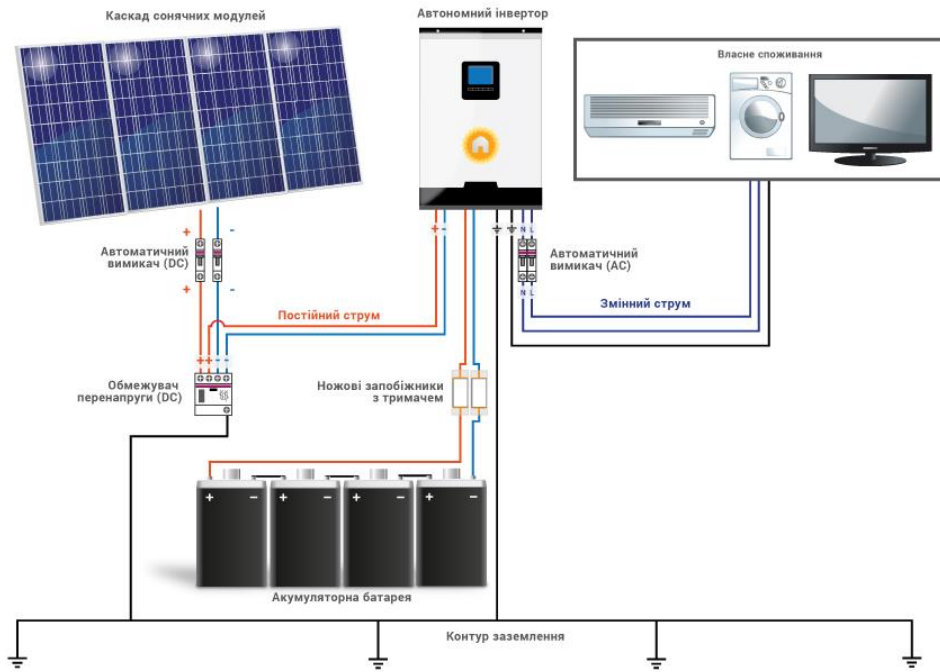 Каскад сонячних модулей
Автономний інвертор
Власне споживання
+ -
+ - N L
Автоматичний
вимикач (DC)
Автоматичний
вимикач (AC)
+ -
N L
Постійний струм
Змінний струм
+ + - -
Обмежувач
перенапруги (DC)
Ножові запобіжники
з тримачем
+ - + - + - + -
Акумуляторна батарея
Контур заземлення